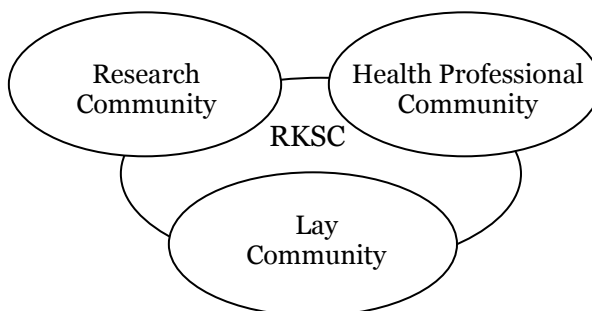 Research
Community
Health Professional
Community
RKSC
Lay
Community